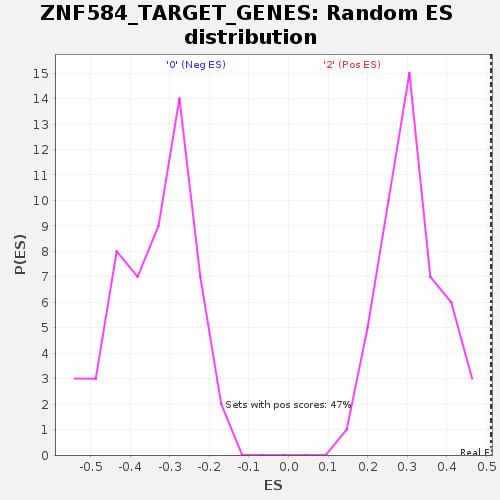 ZNF584_TARGET_GENES: Random ES
distribution
'0' (Neg ES) '2' (Pos ES)
15
14
13
12
11
10
9
8
7
6
5
4
3
2
1
0
P(ES)
Sets with pos scores: 47%
Real E
-0.5 -0.4 -0.3 -0.2 -0.1 0.0 0.1 0.2 0.3 0.4 0.5
ES